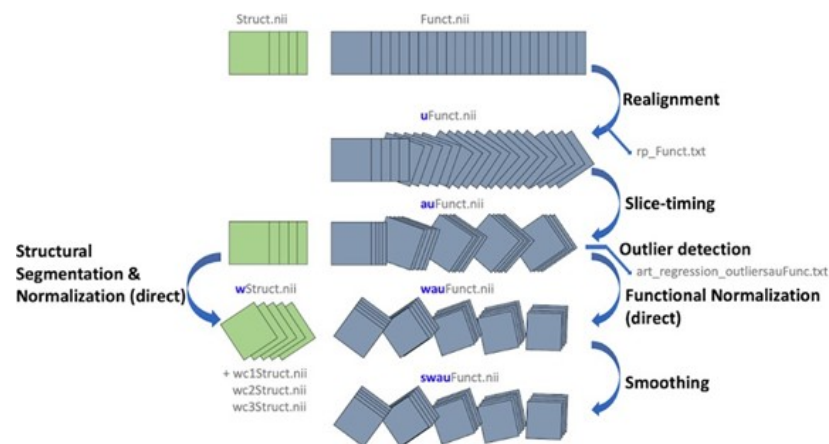 Struct.nii
Funct.nii
Realignment
uFunct.nii
rp_Funct.txt
Slice-timing
auFunct.nii
Outlier detection
art_regression_outliersauFunc.txt
Structural
Segmentation &
Normalization (direct)
wStruct.nii
wauFunct.nii
Functional Normalization
(direct)
+ wc1Struct.nii
wc2Struct.nii
wc3Struct.nii
swauFunct.nii
Smoothing